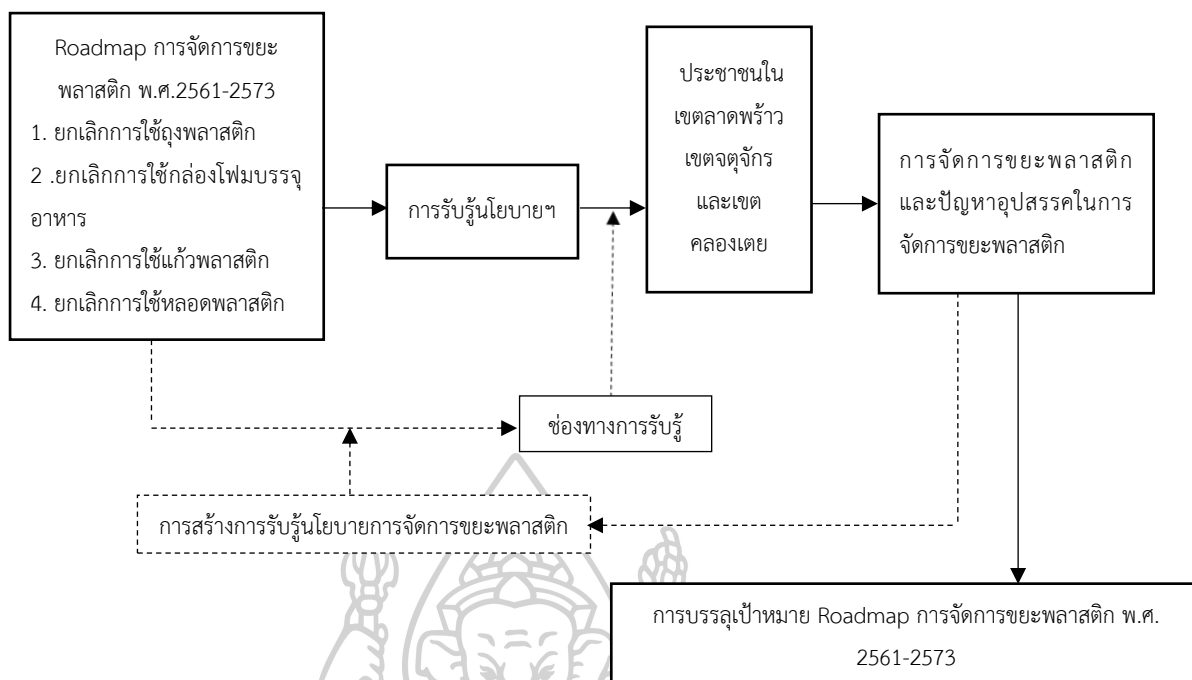 Roadmap การจัดการขยะ
พลาสติก พ.ศ.2561-2573
1. ยกเลิกการใช้ถุงพลาสติก
2 .ยกเลิกการใช้กล่องโฟมบรรจุ
อาหาร
3. ยกเลิกการใช้แก้วพลาสติก
4. ยกเลิกการใช้หลอดพลาสติก
การรับรู้นโยบายฯ
ประชาชนใน
เขตลาดพร้าว
เขตจตุจักร
และเขต
คลองเตย
การจัดการขยะพลาสติก
และปัญหาอุปสรรคในการ
จัดการขยะพลาสติก
ช่องทางการรับรู้
การสร้างการรับรู้นโยบายการจัดการขยะพลาสติก
การบรรลุเป้าหมาย Roadmap การจัดการขยะพลาสติก พ.ศ.
2561-2573